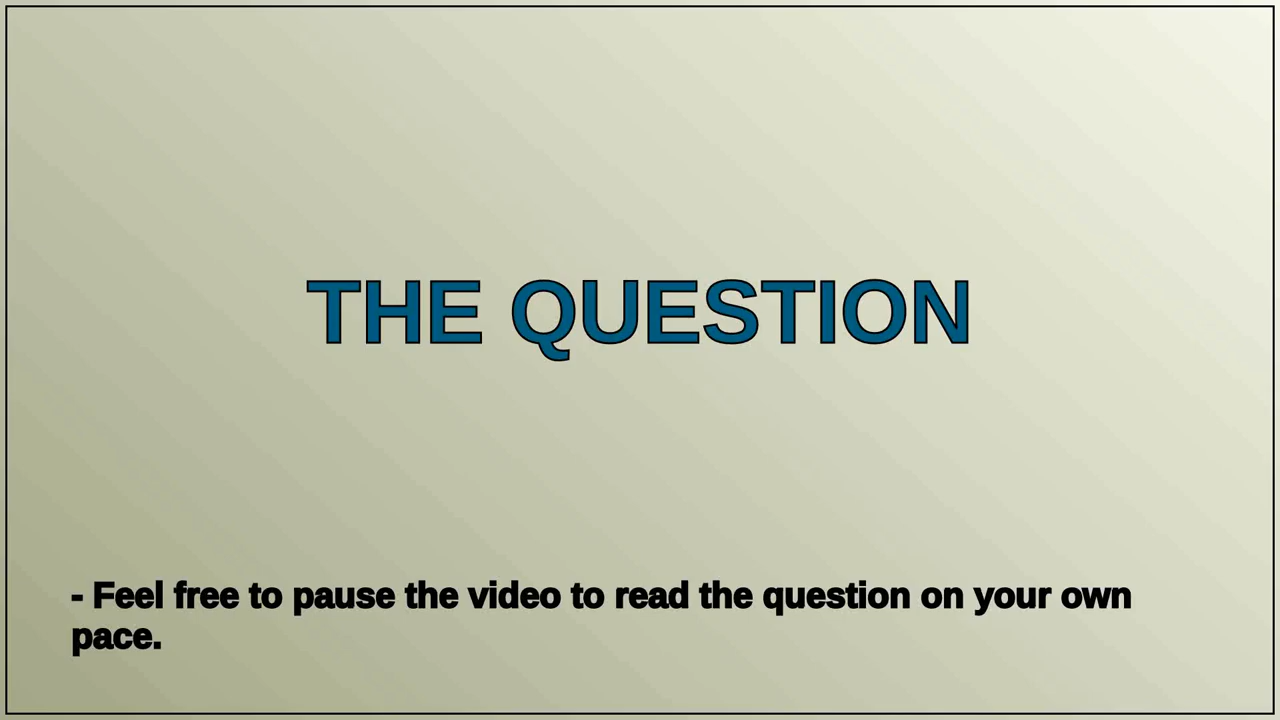 THE QUESTION
- Feel free to pause the video to read the question on your own
pace.